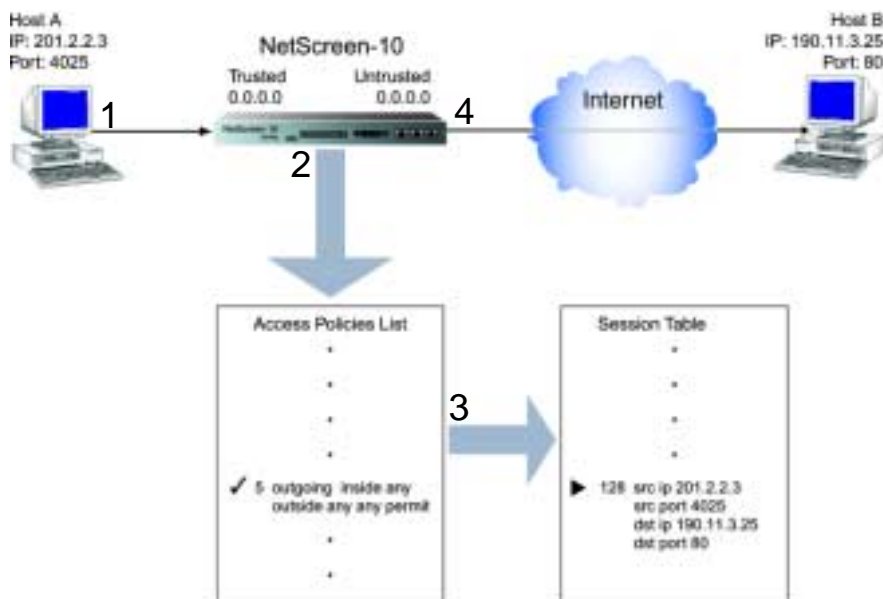 Host A
IP: 201.2.2.3
Port: 4025
NetScreen-10
Trusted
0.0.0.0
Untrusted
0.0.0.0
Host B
IP: 190.11.3.25
Port: 80
1
NetScreen-10
4
Internet
2
Access Policies List
5 outgoing inside any
outside any any permit
3
Session Table
128 src ip 201.2.2.3
src port 4025
dst ip 190.11.3.25
dst port 80